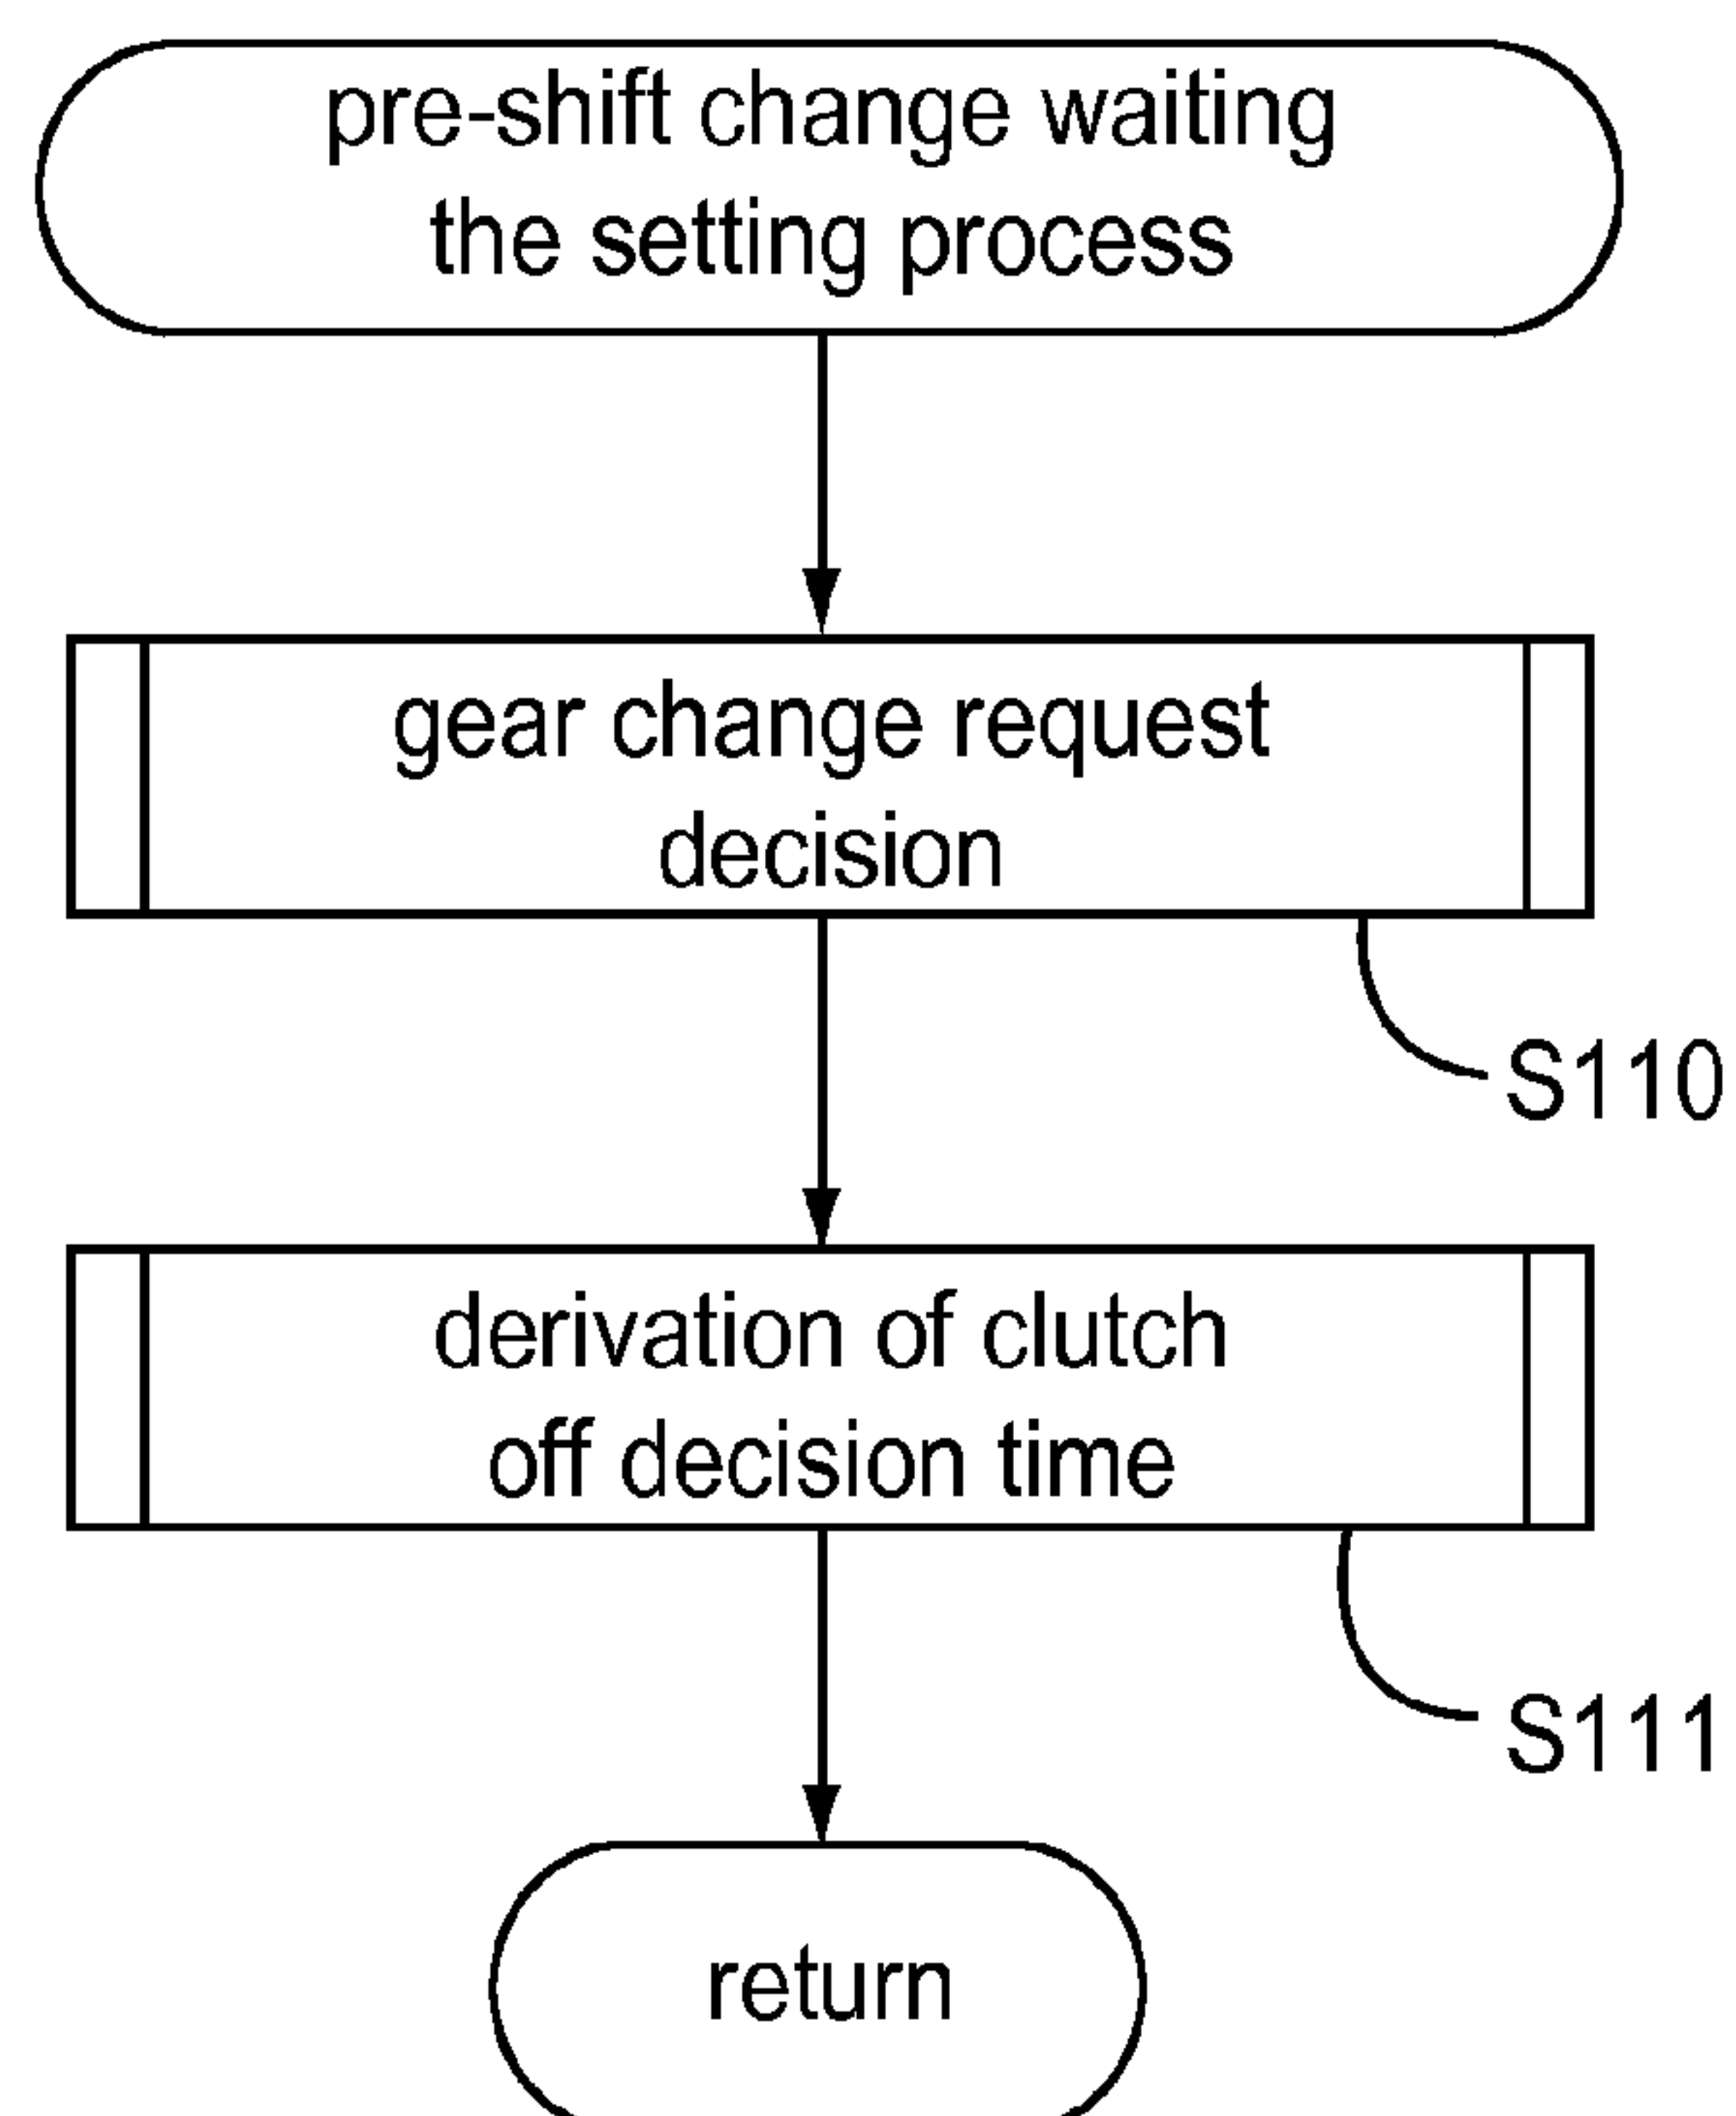 pre-shift change waiting
the setting process
gear change request
decision
S110
derivation of clutch
off decision time
S111
return